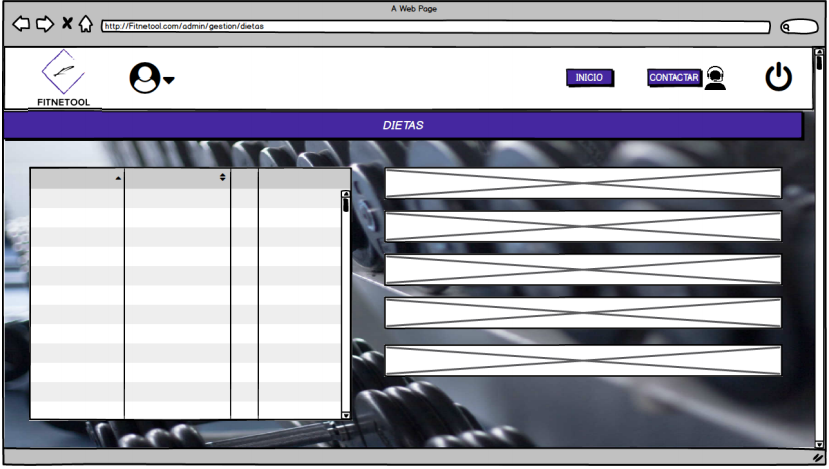 A Web Page
http://Fitnetool.com/admin/gestion/dietas
FITNETOOL
INICIO
CONTACTAR
DIETAS